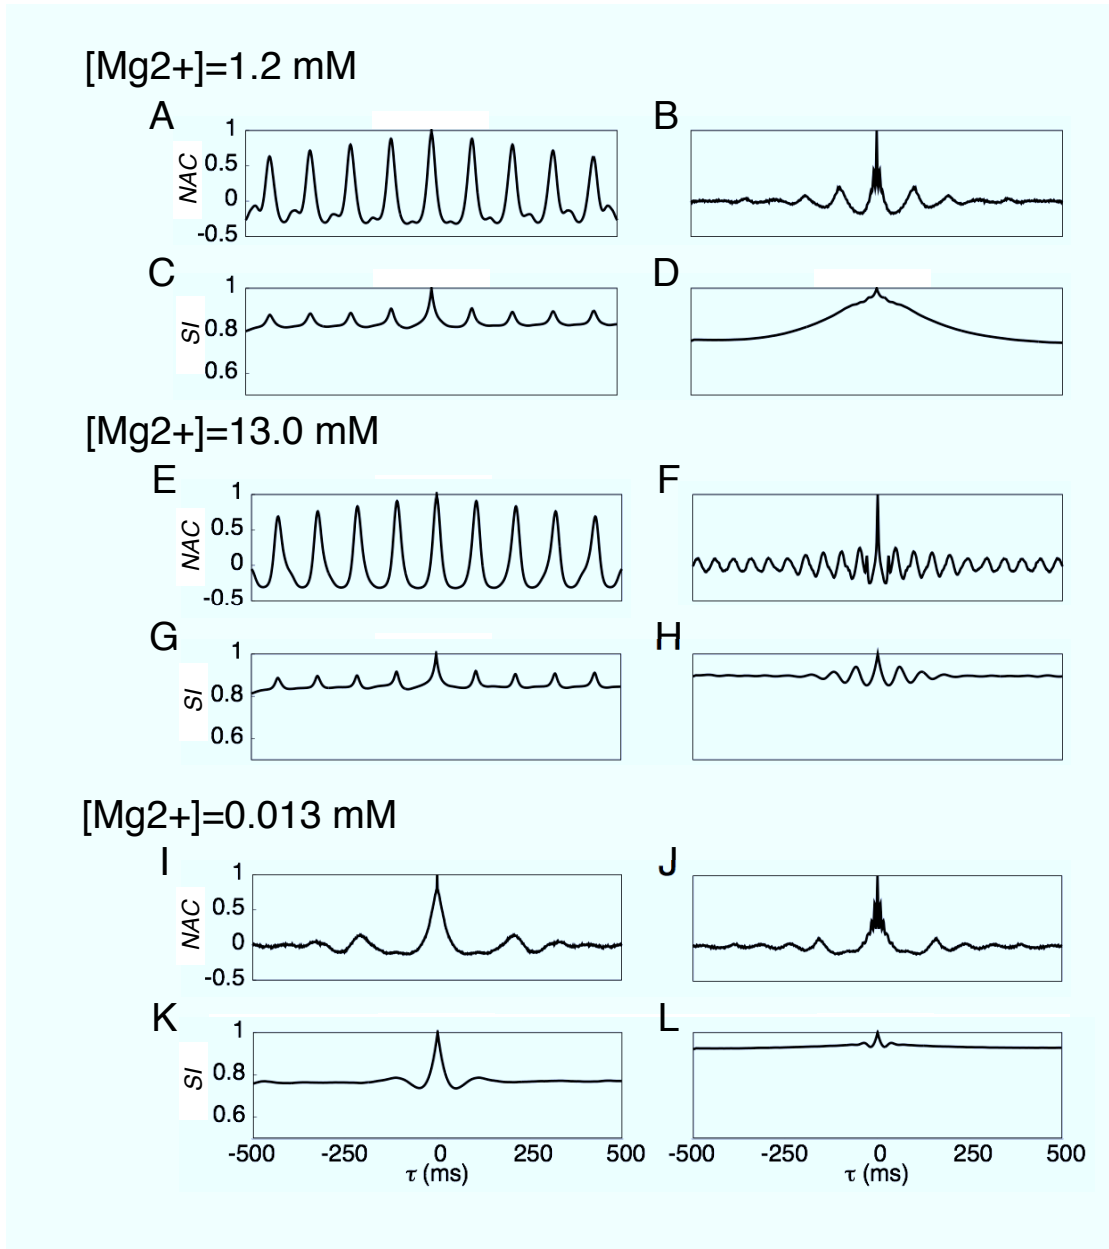 [Mg2+]=1.2 mM
A B
NAC
1
0.5
0
-0.5
C D
SI
1
0.8
0.6
[Mg2+]=13.0 mM
E F
NAC
1
0.5
0
-0.5
G H
SI
1
0.8
0.6
[Mg2+]=0.013 mM
I J
NAC
1
0.5
0
-0.5
K L
SI
1
0.8
0.6
-500 -250 0 250 500 -500 -250 0 250 500
τ (ms) τ (ms)